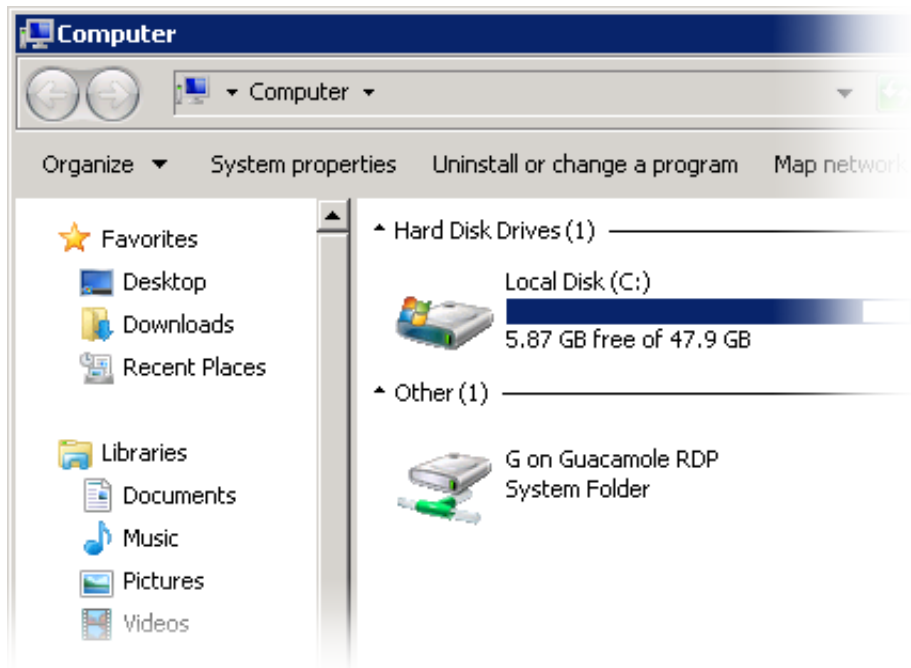 Computer
Computer
Organize System properties Uninstall or change a program Map network
Favorites
Desktop
Downloads
Recent Places
Libraries
Documents
Music
Pictures
Videos
Hard Disk Drives (1)
Local Disk (C:)
5.87 GB free of 47.9 GB
Other (1)
G on Guacamole RDP
System Folder